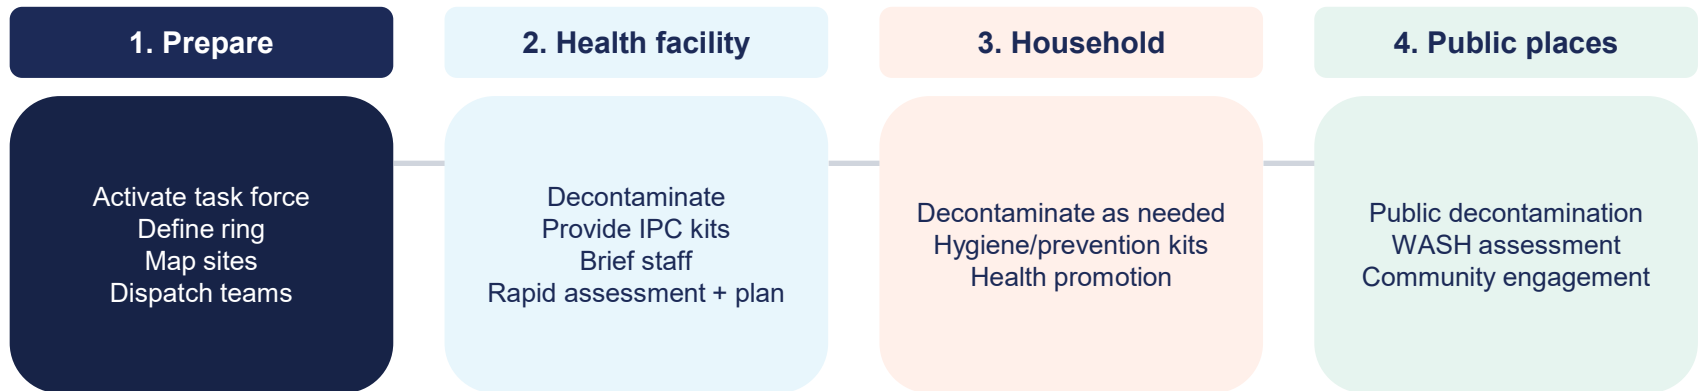 1. Prepare
Activate task force
Define ring
Map sites
Dispatch teams
2. Health facility
Decontaminate
Provide IPC kits
Brief staff
Rapid assessment + plan
3. Household
Decontaminate as needed
Hygiene/prevention kits
Health promotion
4. Public places
Public decontamination
WASH assessment
Community engagement